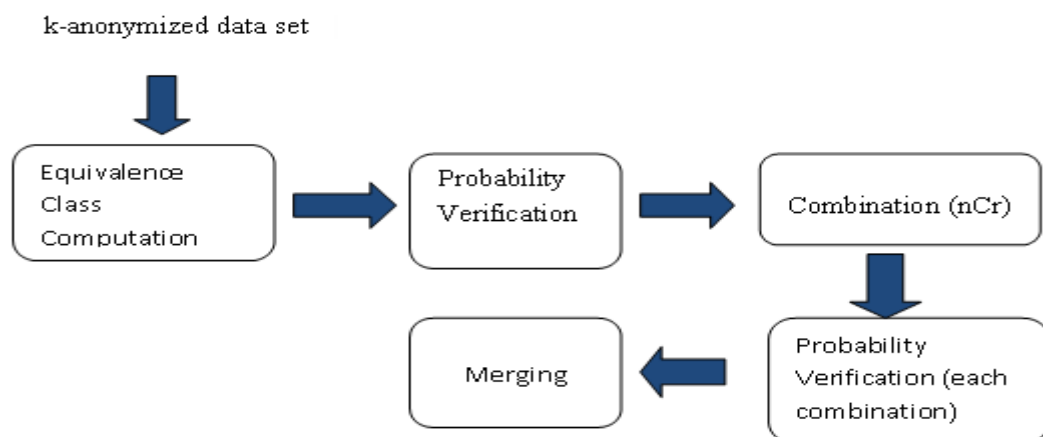 k-anonymized data set
Equivalence
Class
Computation
Probability
Verification
Combination (nCr)
Probability
Verification (each
combination)
Merging